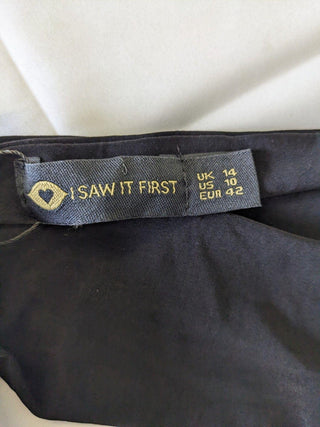 I SAW IT FIRST
UK 14
US 10
EUR 42